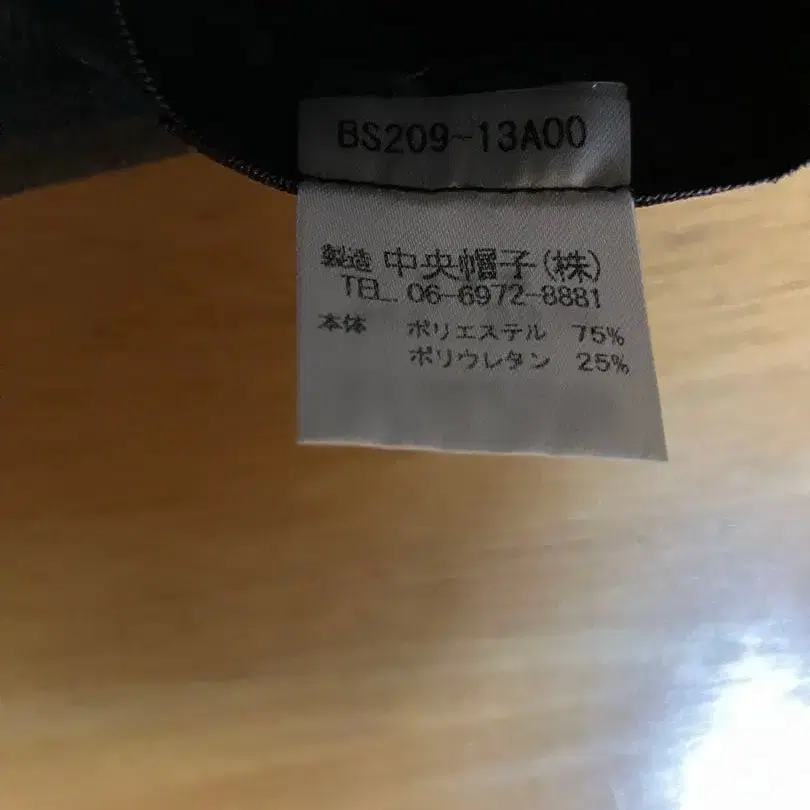 BS209-13A00
製造 中央帽子(株)
TEL. 06-6972-8881
本体 ポリエステル 75%
ポリウレタン 25%